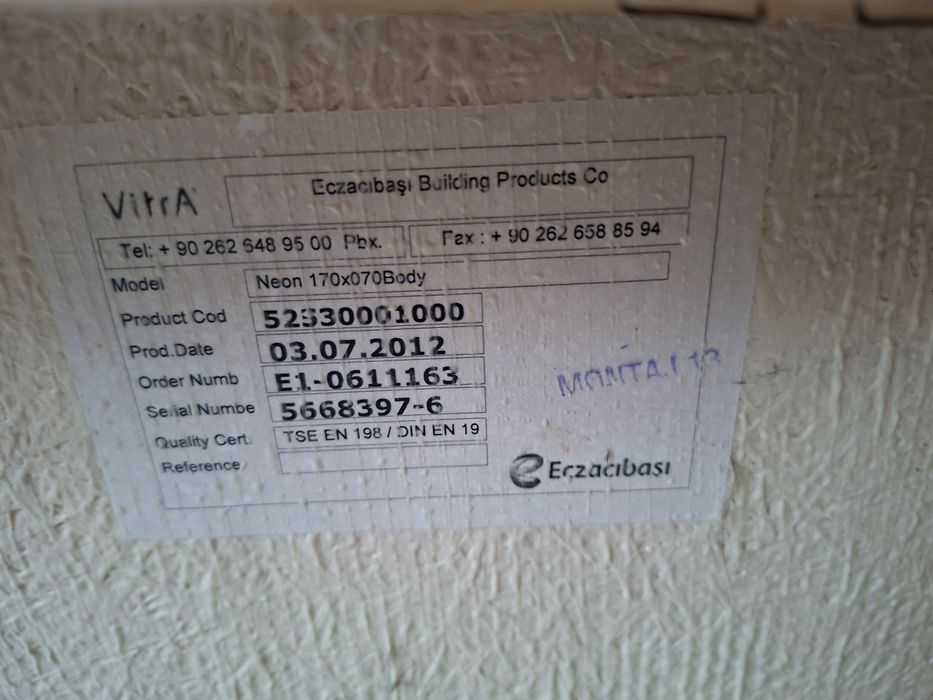 VitrA
Eczacıbaşı Building Products Co
Tel: + 90 262 648 95 00 Pbx. Fax : + 90 262 658 85 94
Model Neon 170x070Body
Product Cod 52530001000
Prod.Date 03.07.2012
Order Numb E1-0611163
Serial Numbe 5668397-6
Quality Cert. TSE EN 198 / DIN EN 19
Reference
MONTAJ 13
Eczacıbaşı